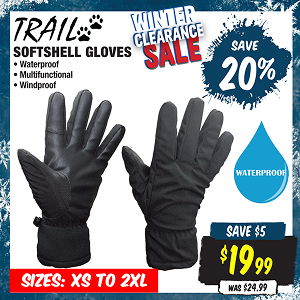 TRAIL
SOFTSHELL GLOVES
• Waterproof
• Multifunctional
• Windproof
WINTER
CLEARANCE
SALE
SAVE
20%
WATERPROOF
SIZES: XS TO 2XL
SAVE $5
$19.99
WAS $24.99